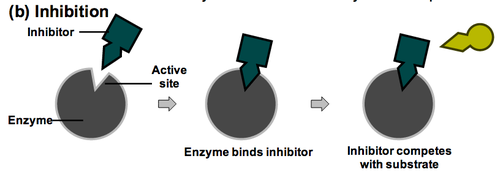 (b) Inhibition
Inhibitor
Active
site
Enzyme
Enzyme binds inhibitor
Inhibitor competes
with substrate